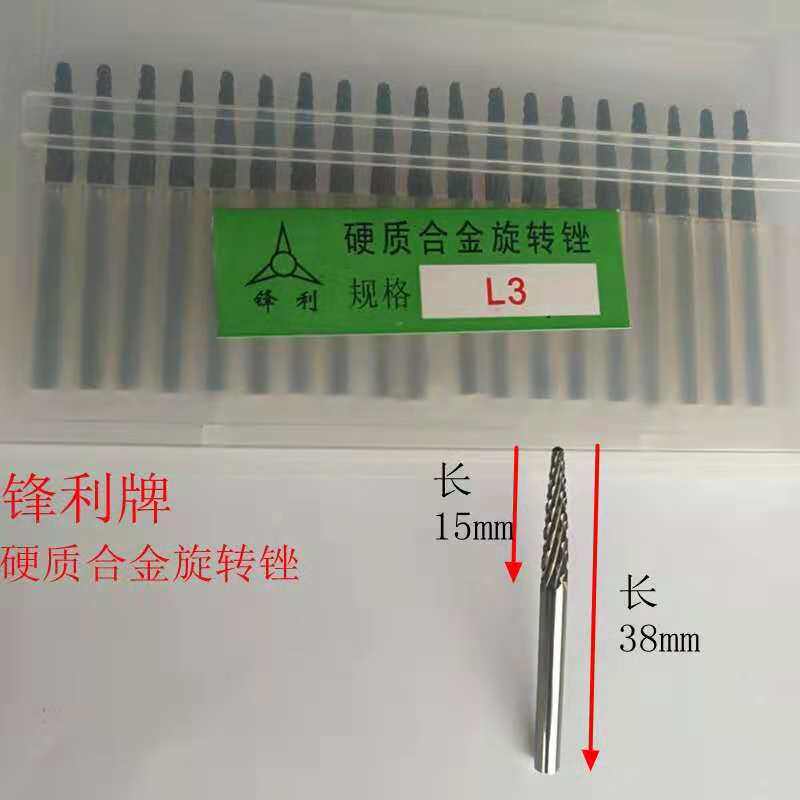 硬质合金旋转锉
锋利 规格 L3
锋利牌
硬质合金旋转锉
长
15mm
长
38mm